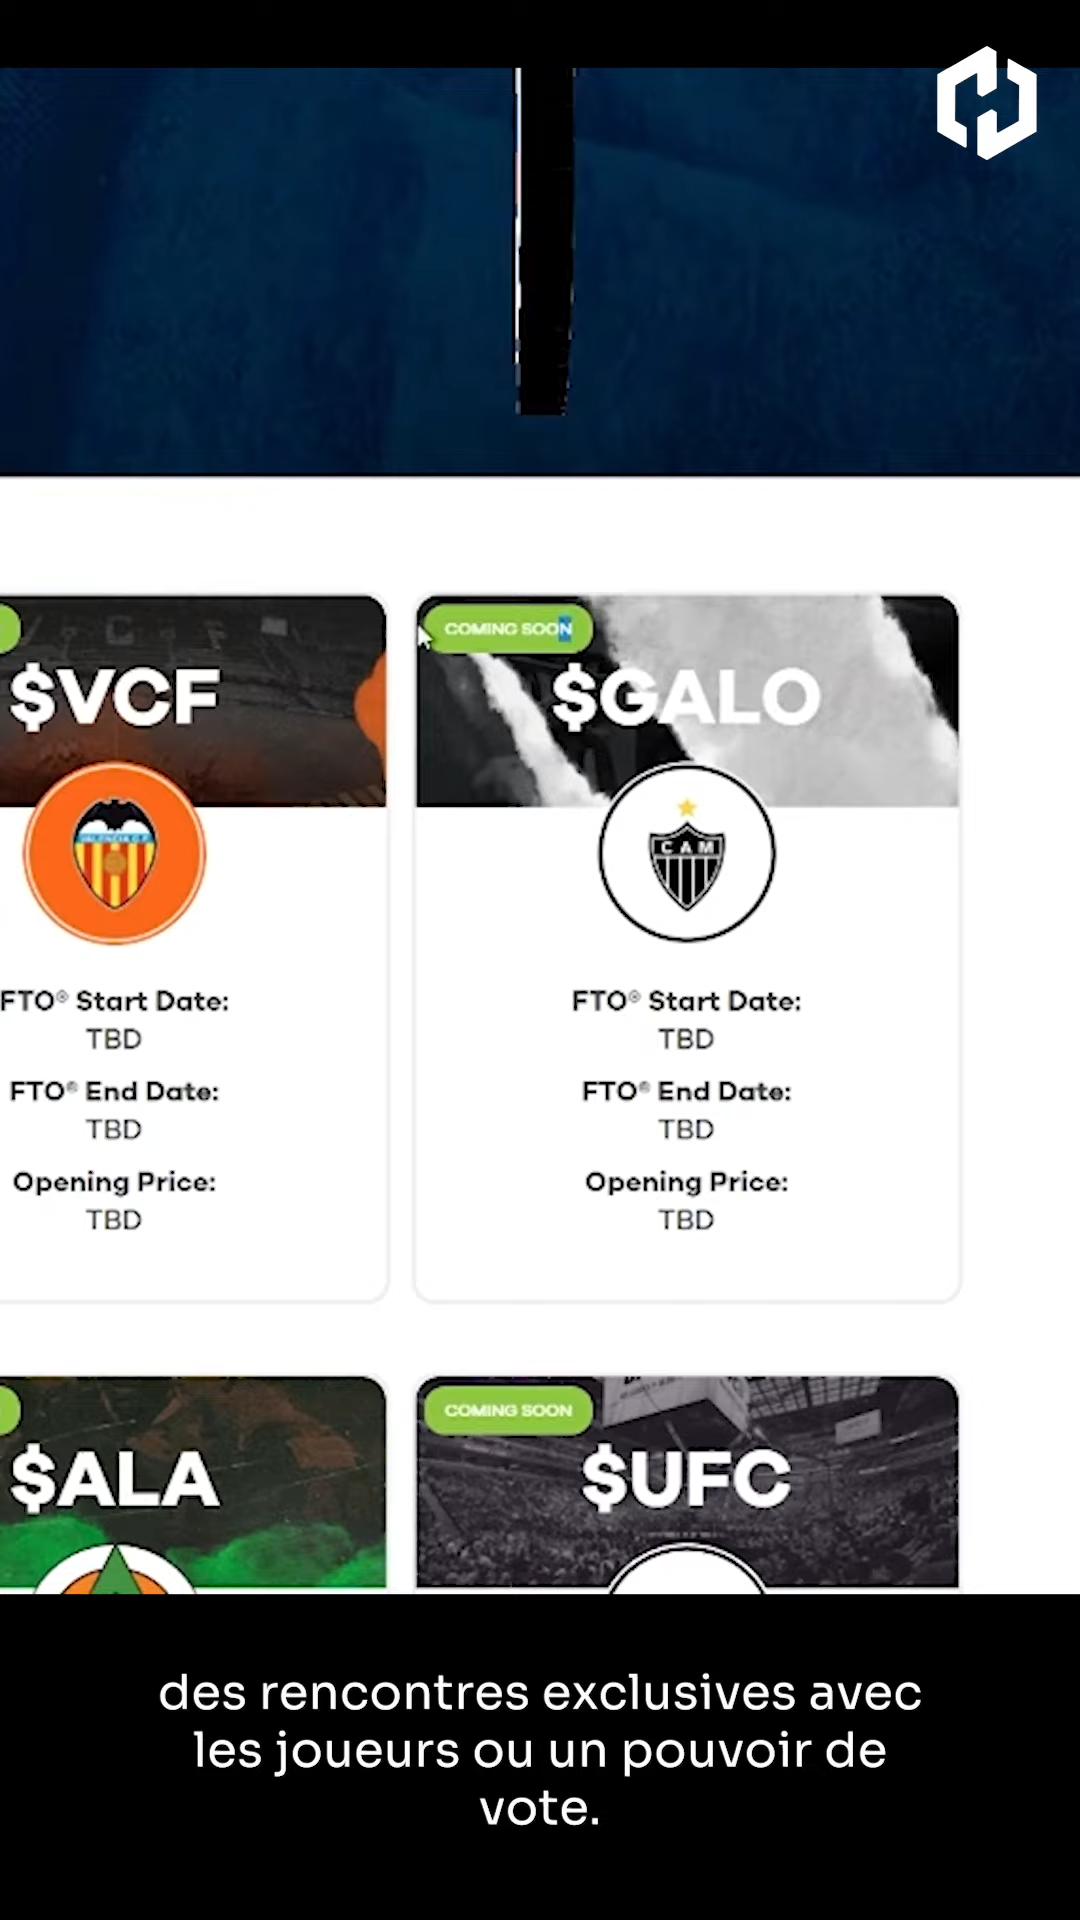 COMING SOON
$VCF
$GALO
VALENCIA C.F
CAM
FTO® Start Date:
TBD
FTO® End Date:
TBD
Opening Price:
TBD
FTO® Start Date:
TBD
FTO® End Date:
TBD
Opening Price:
TBD
COMING SOON
$ALA
$UFC
des rencontres exclusives avec
les joueurs ou un pouvoir de
vote.